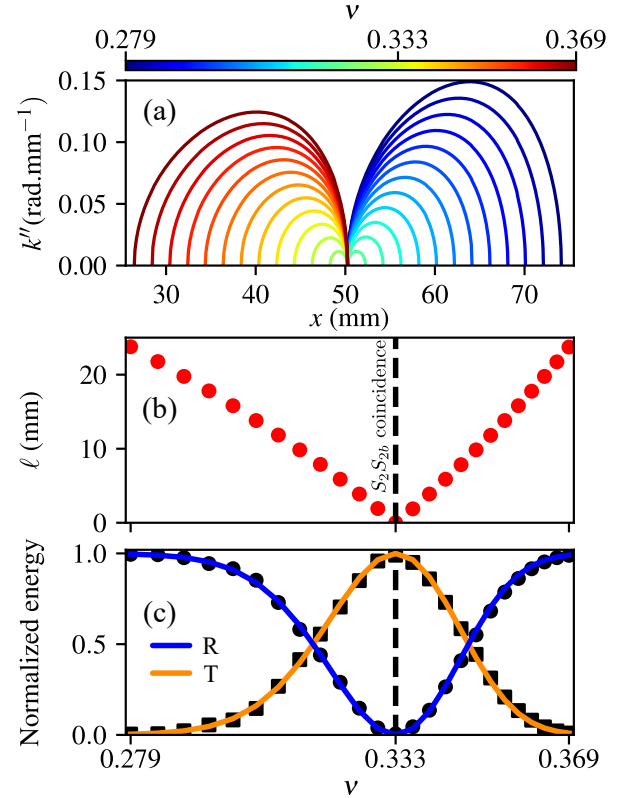 ν
0.279 0.333 0.369
(a)
k″(rad.mm⁻¹)
0.15
0.10
0.05
0.00
30 40 50 60 70
x (mm)
(b)
ℓ (mm)
20
10
0
S₂S₂b coincidence
(c)
Normalized energy
1.0
0.5
0.0
R
T
0.279 0.333 0.369
ν